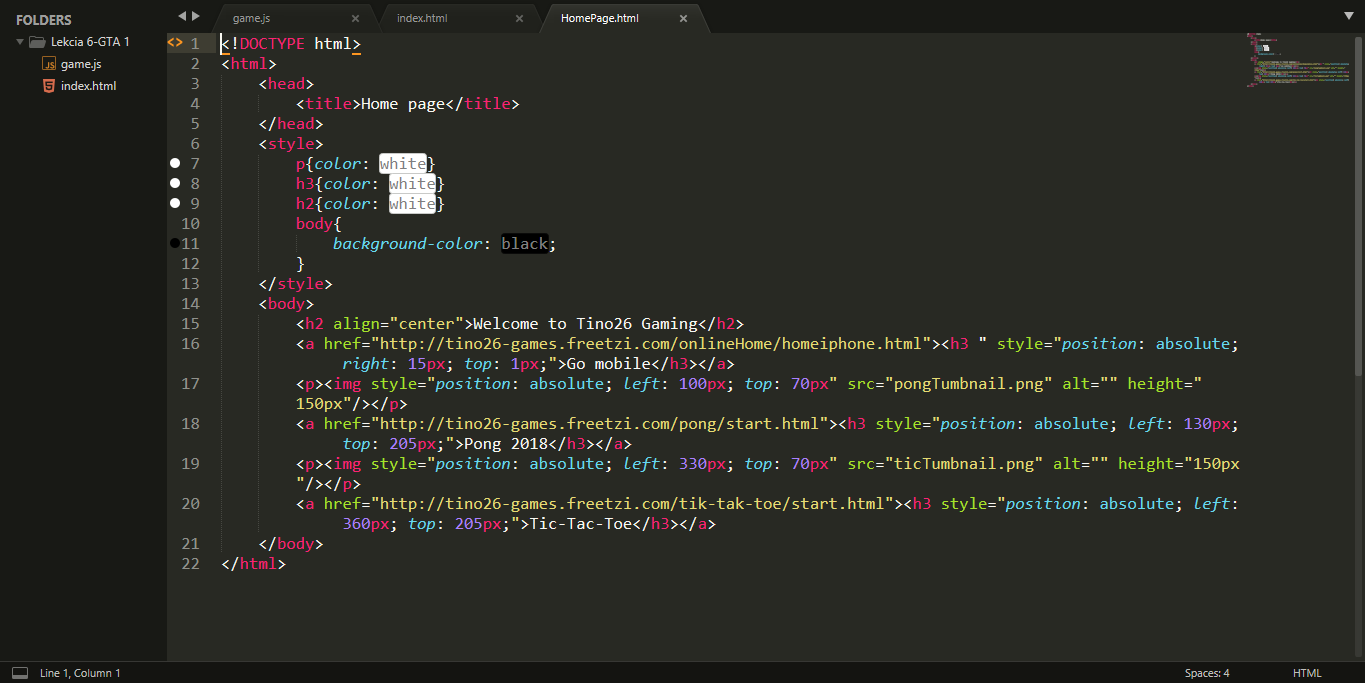 FOLDERS
Lekcia 6-GTA 1
game.js
index.html
game.js ×
index.html ×
HomePage.html ×
<> 1 <!DOCTYPE html>
2 <html>
3 <head>
4 <title>Home page</title>
5 </head>
6 <style>
7 p{color: white}
8 h3{color: white}
9 h2{color: white}
10 body{
11 background-color: black;
12 }
13 </style>
14 <body>
15 <h2 align="center">Welcome to Tino26 Gaming</h2>
16 <a href="http://tino26-games.freetzi.com/onlineHome/homeiphone.html"><h3 " style="position: absolute;
right: 15px; top: 1px;">Go mobile</h3></a>
17 <p><img style="position: absolute; left: 100px; top: 70px" src="pongTumbnail.png" alt="" height="
150px"/></p>
18 <a href="http://tino26-games.freetzi.com/pong/start.html"><h3 style="position: absolute; left: 130px;
top: 205px;">Pong 2018</h3></a>
19 <p><img style="position: absolute; left: 330px; top: 70px" src="ticTumbnail.png" alt="" height="150px
"/></p>
20 <a href="http://tino26-games.freetzi.com/tik-tak-toe/start.html"><h3 style="position: absolute; left:
360px; top: 205px;">Tic-Tac-Toe</h3></a>
21 </body>
22 </html>
Line 1, Column 1
Spaces: 4
HTML